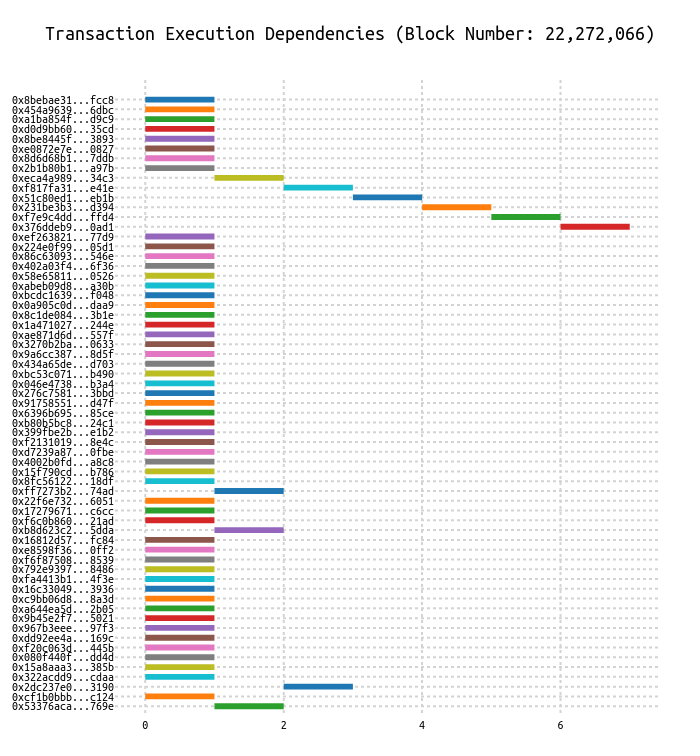 Transaction Execution Dependencies (Block Number: 22,272,066)
0x8bebae31...fcc8
0x454a9639...6dbc
0xa1ba854f...d9c9
0xd0d9bb60...35cd
0x8be8445f...3893
0xe0872e7e...0827
0x8d6d68b1...7ddb
0x2b1b80b1...a97b
0xeca4a989...34c3
0xf817fa31...e41e
0x51c80ed1...eb1b
0x231be3b3...d394
0xf7e9c4dd...ffd4
0x376ddeb9...0ad1
0xef263821...77d9
0x224e0f99...05d1
0x86c63093...546e
0x402a03f4...6f36
0x58e65811...0526
0xabeb09d8...a30b
0xbcdc1639...f048
0x0a905c0d...daa9
0x8c1de084...3b1e
0x1a471027...244e
0xae871d6d...557f
0x3270b2ba...0633
0x9a6cc387...8d5f
0x434a65de...d703
0xbc53c071...b490
0x046e4738...b3a4
0x276c7581...3bbd
0x91758551...d47f
0x6396b695...85ce
0xb80b5bc8...24c1
0x399fbe2b...e1b2
0xf2131019...8e4c
0xd7239a87...0fbe
0x4002b0fd...a8c8
0x15f790cd...b786
0x8fc56122...18df
0xff7273b2...74ad
0x22f6e732...6051
0x17279671...c6cc
0xf6c0b860...21ad
0xb8d623c2...5dda
0x16812d57...fc84
0xe8598f36...0ff2
0xf6f87508...8539
0x792e9397...8486
0xfa4413b1...4f3e
0x16c33049...3936
0xc9bb06d8...8a3d
0xa644ea5d...2b05
0x9b45e2f7...5021
0x967b3eee...97f3
0xdd92ee4a...169c
0xf20c063d...445b
0x080f440f...dd4d
0x15a8aaa3...385b
0x322acdd9...cdaa
0x2dc237e0...3190
0xcf1b0bbb...c124
0x53376aca...769e
0 2 4 6